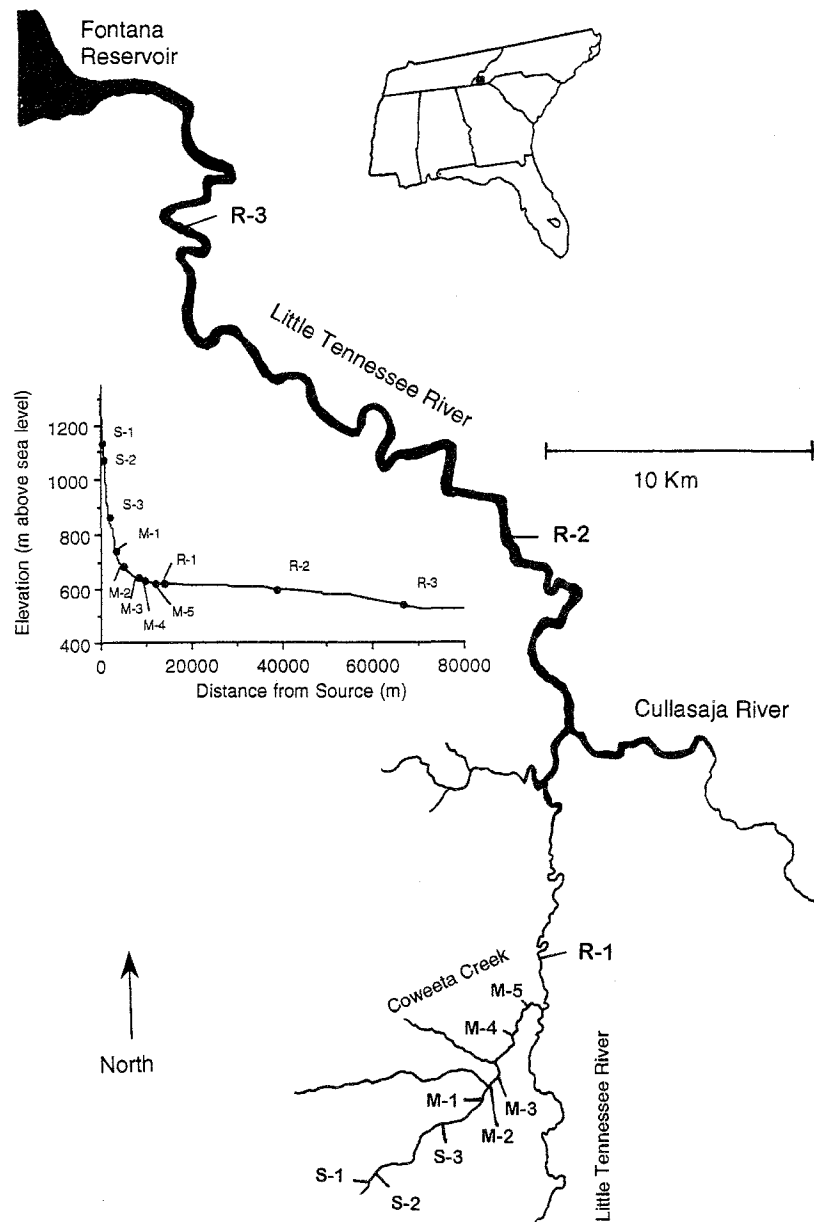 Fontana
Reservoir
R-3
Little Tennessee River
10 Km
R-2
Elevation (m above sea level)
1200
1000
800
600
400
S-1
S-2
S-3
M-1
M-2
M-3
M-4
M-5
R-1
R-2
R-3
0
20000
40000
60000
80000
Distance from Source (m)
Cullasaja River
R-1
Coweeta Creek
M-5
M-4
North
M-1
M-3
M-2
S-3
S-1
S-2
Little Tennessee River